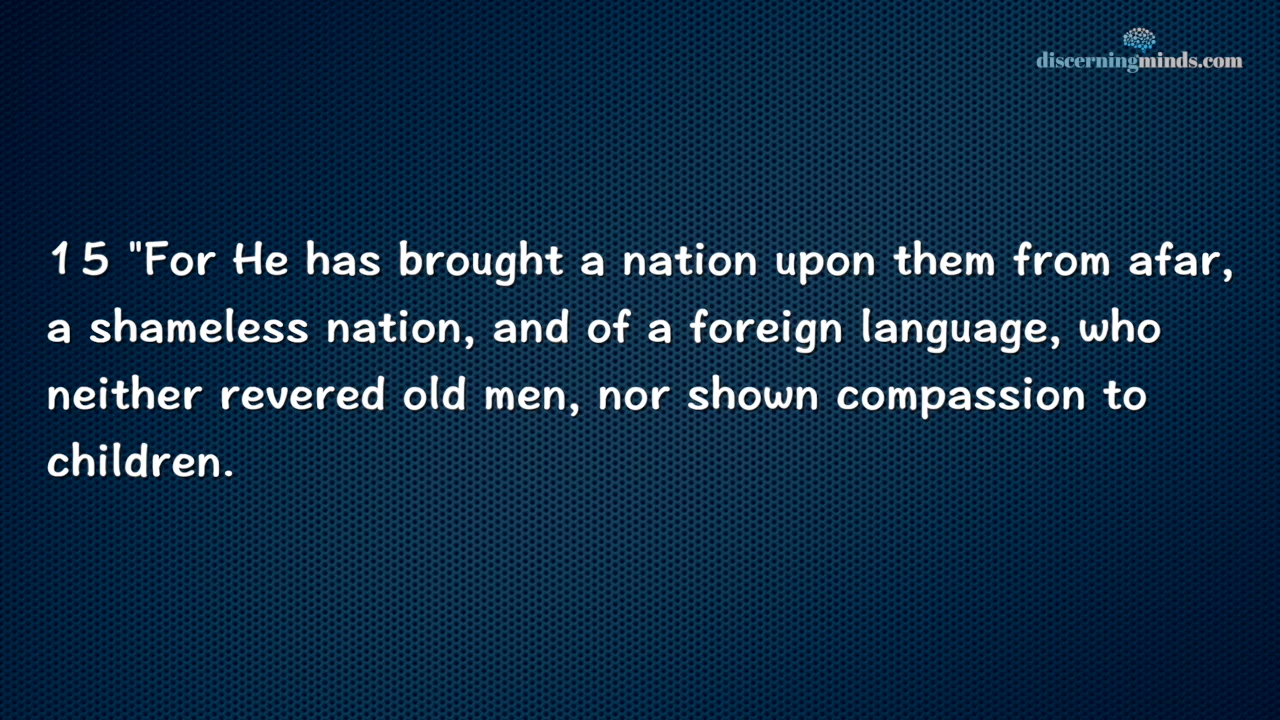 discerningminds.com
15 "For He has brought a nation upon them from afar,
a shameless nation, and of a foreign language, who
neither revered old men, nor shown compassion to
children.